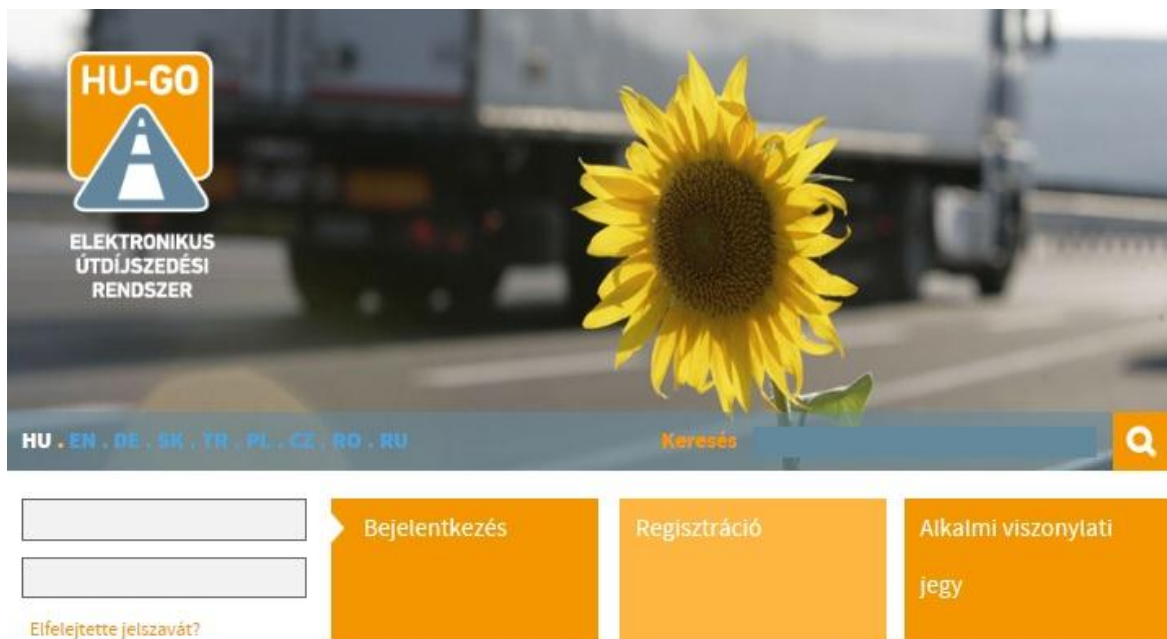 HU-GO
ELEKTRONIKUS
ÚTDÍJSZEDÉSI
RENDSZER
HU . EN . DE . SK . TR . PL . CZ . RO . RU
Keresés
Bejelentkezés
Regisztráció
Alkalmi viszonylati
jegy
Elfelejtette jelszavát?